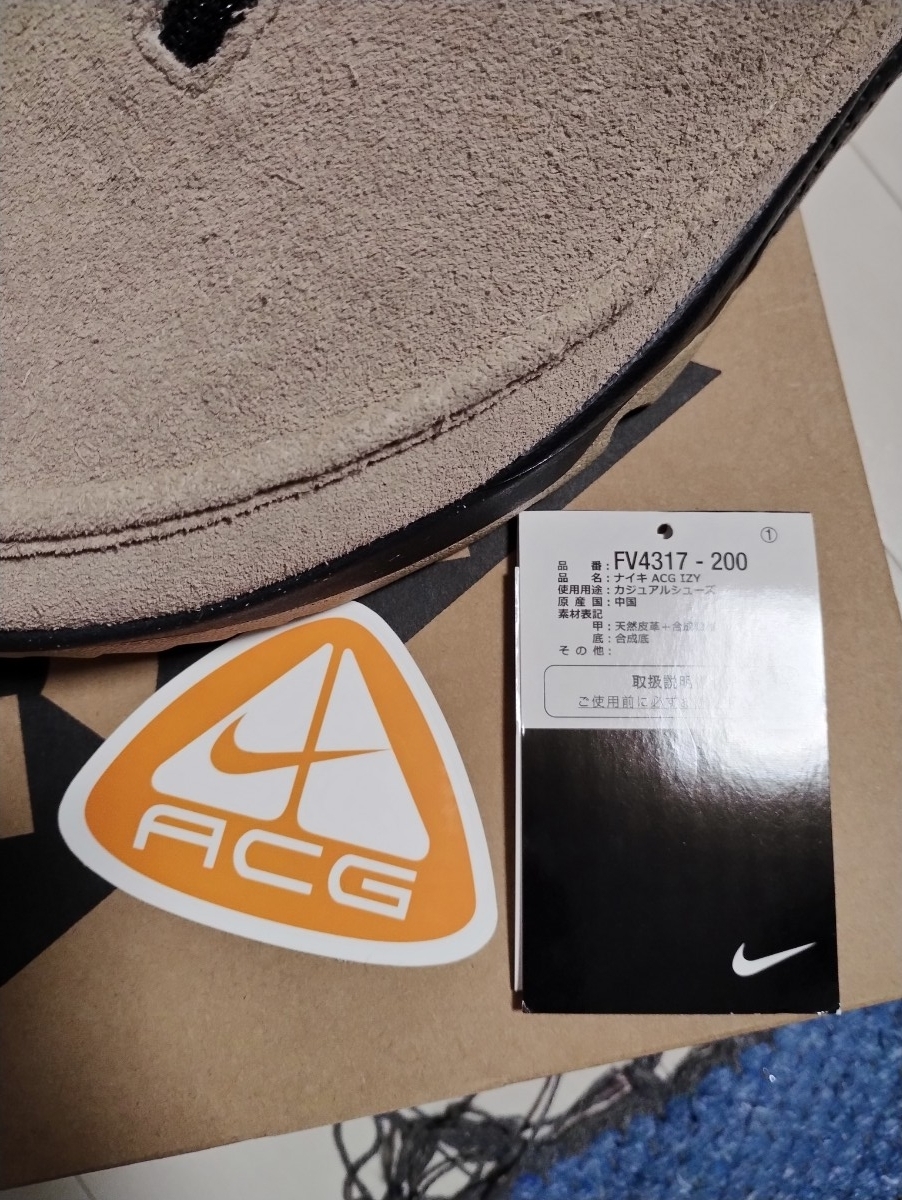 ①
品 番 : FV4317 - 200
品 名 : ナイキ ACG IZY
使用用途 : カジュアルシューズ
原 産 国 : 中国
素材表記
甲 : 天然皮革+合成
底 : 合成底
そ の 他 :
取扱説明
ご使用前に必ず
ACG